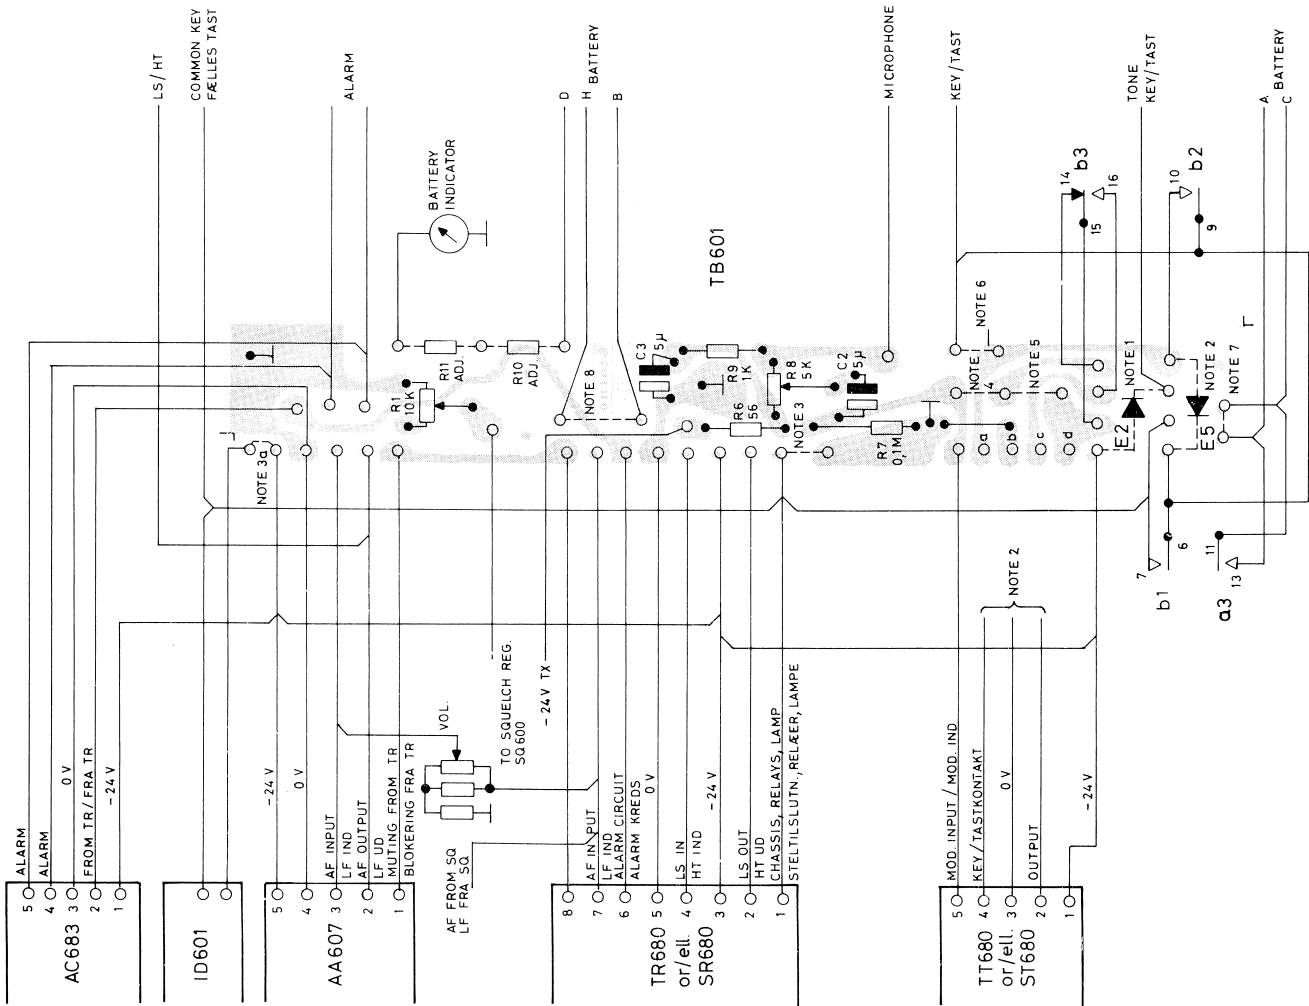 LS/HT
COMMON KEY
FÆLLES TAST
ALARM
BATTERY
INDICATOR
D
H BATTERY
B
MICROPHONE
KEY/TAST
TONE
KEY/TAST
A
C BATTERY
TB601
14
b3
16
15
10
b2
9
R11
ADJ.
R10
ADJ.
R1
10K
NOTE 8
C3
5µ
R9
1K
R8
5K
C2
5µ
R6
56
NOTE 3
R7
0,1M
NOTE 6
4
NOTE 5
NOTE 1
NOTE 2
NOTE 7
NOTE 3a
a
b
c
d
E2
E5
7
b1
6
11
a3
13
NOTE 2
TO SQUELCH REG.
SQ600
-24V TX
VOL.
AF FROM SQ
LF FRA SQ
ALARM
ALARM
0 V
FROM TR/FRA TR
-24 V
5
4
3
2
1
AC683
ID601
-24 V
0 V
AF INPUT
LF IND
AF OUTPUT
LF UD
MUTING FROM TR
BLOKERING FRA TR
5
4
3
2
1
AA607
AF INPUT
LF IND
ALARM CIRCUIT
ALARM KREDS
0 V
LS IN
HT IND
-24 V
LS OUT
HT UD
CHASSIS, RELAYS, LAMP
STELTILSLUTN., RELÆER, LAMPE
8
7
6
5
4
3
2
1
TR680
or/ell.
SR680
MOD. INPUT / MOD. IND
KEY/TASTKONTAKT
0 V
OUTPUT
-24V
5
4
3
2
1
TT680
or/ell.
ST680